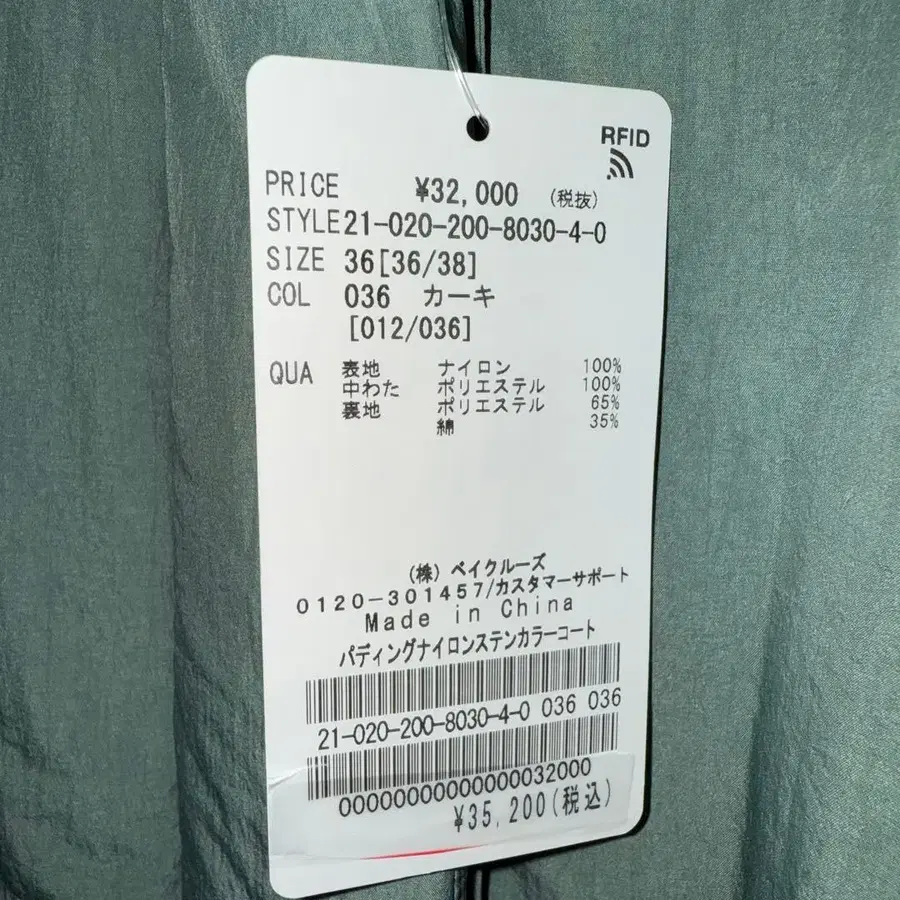 RFID
PRICE ¥32,000 (税抜)
STYLE 21-020-200-8030-4-0
SIZE 36[36/38]
COL 036 カーキ
[012/036]
QUA 表地 ナイロン 100%
中わた ポリエステル 100%
裏地 ポリエステル 65%
綿 35%
(株) ベイクルーズ
0120-301457/カスタマーサポート
Made in China
パディングナイロンステンカラーコート
21-020-200-8030-4-0 036 036
00000000000000032000
¥35,200(税込)